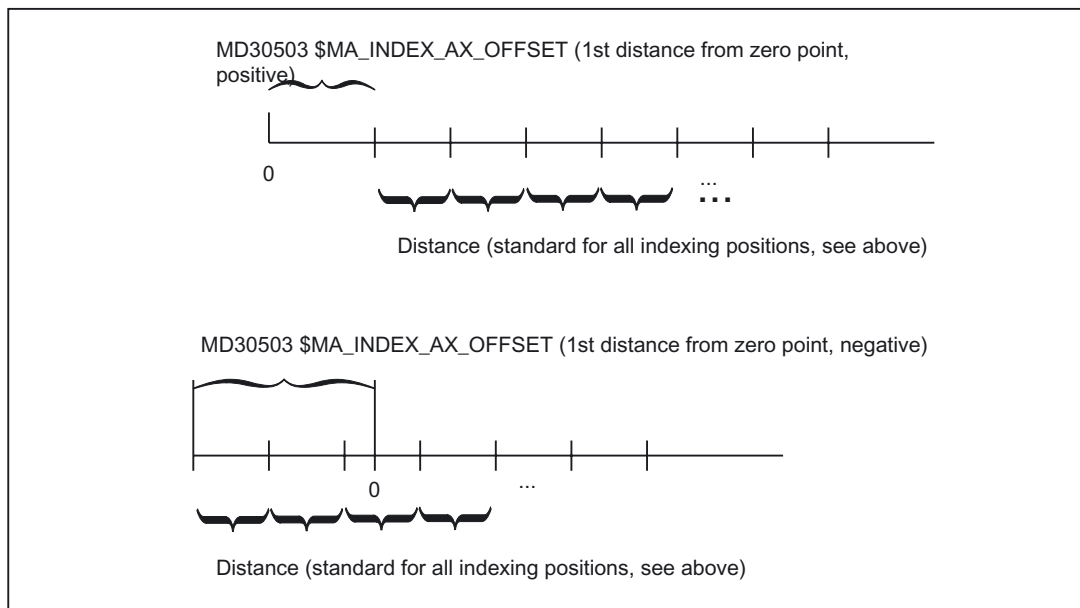 MD30503 $MA_INDEX_AX_OFFSET (1st distance from zero point,
positive)
0
...
...
Distance (standard for all indexing positions, see above)
MD30503 $MA_INDEX_AX_OFFSET (1st distance from zero point, negative)
0
...
Distance (standard for all indexing positions, see above)